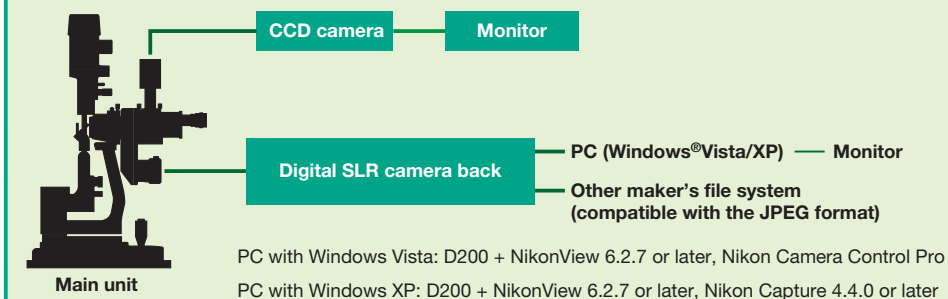 CCD camera
Monitor
Digital SLR camera back
PC (Windows®Vista/XP)
Monitor
Other maker's file system
(compatible with the JPEG format)
Main unit
PC with Windows Vista: D200 + NikonView 6.2.7 or later, Nikon Camera Control Pro
PC with Windows XP: D200 + NikonView 6.2.7 or later, Nikon Capture 4.4.0 or later